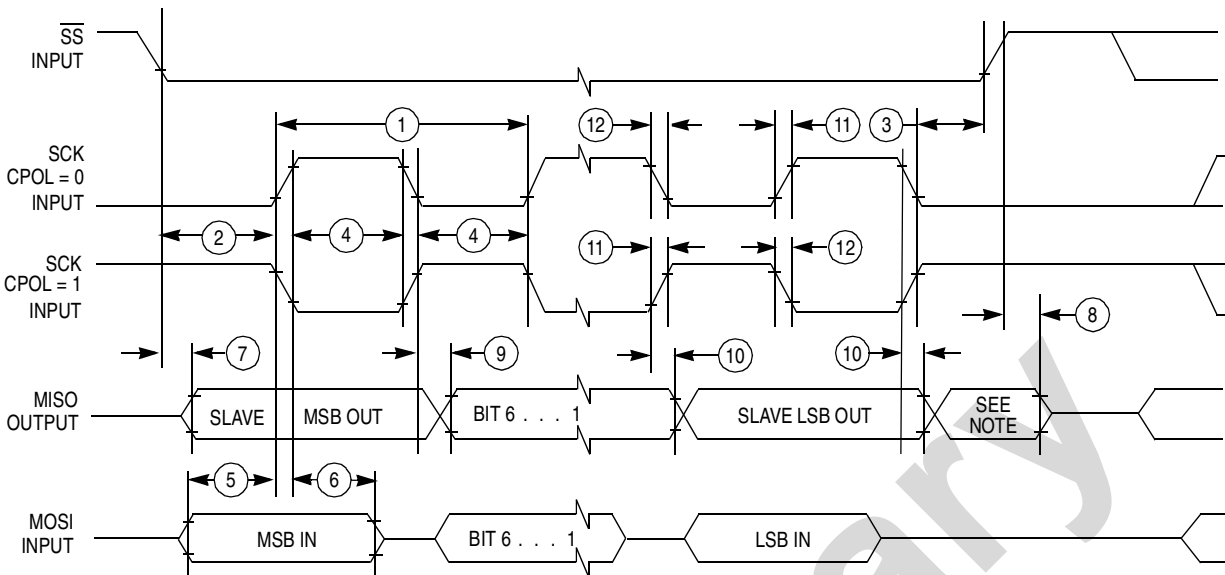 SS
INPUT
1
12
11
3
SCK
CPOL = 0
INPUT
2
4
4
SCK
CPOL = 1
INPUT
11
12
8
7
9
10
10
MISO
OUTPUT
SLAVE
MSB OUT
BIT 6 . . . 1
SLAVE LSB OUT
SEE
NOTE
5
6
MOSI
INPUT
MSB IN
BIT 6 . . . 1
LSB IN
ary